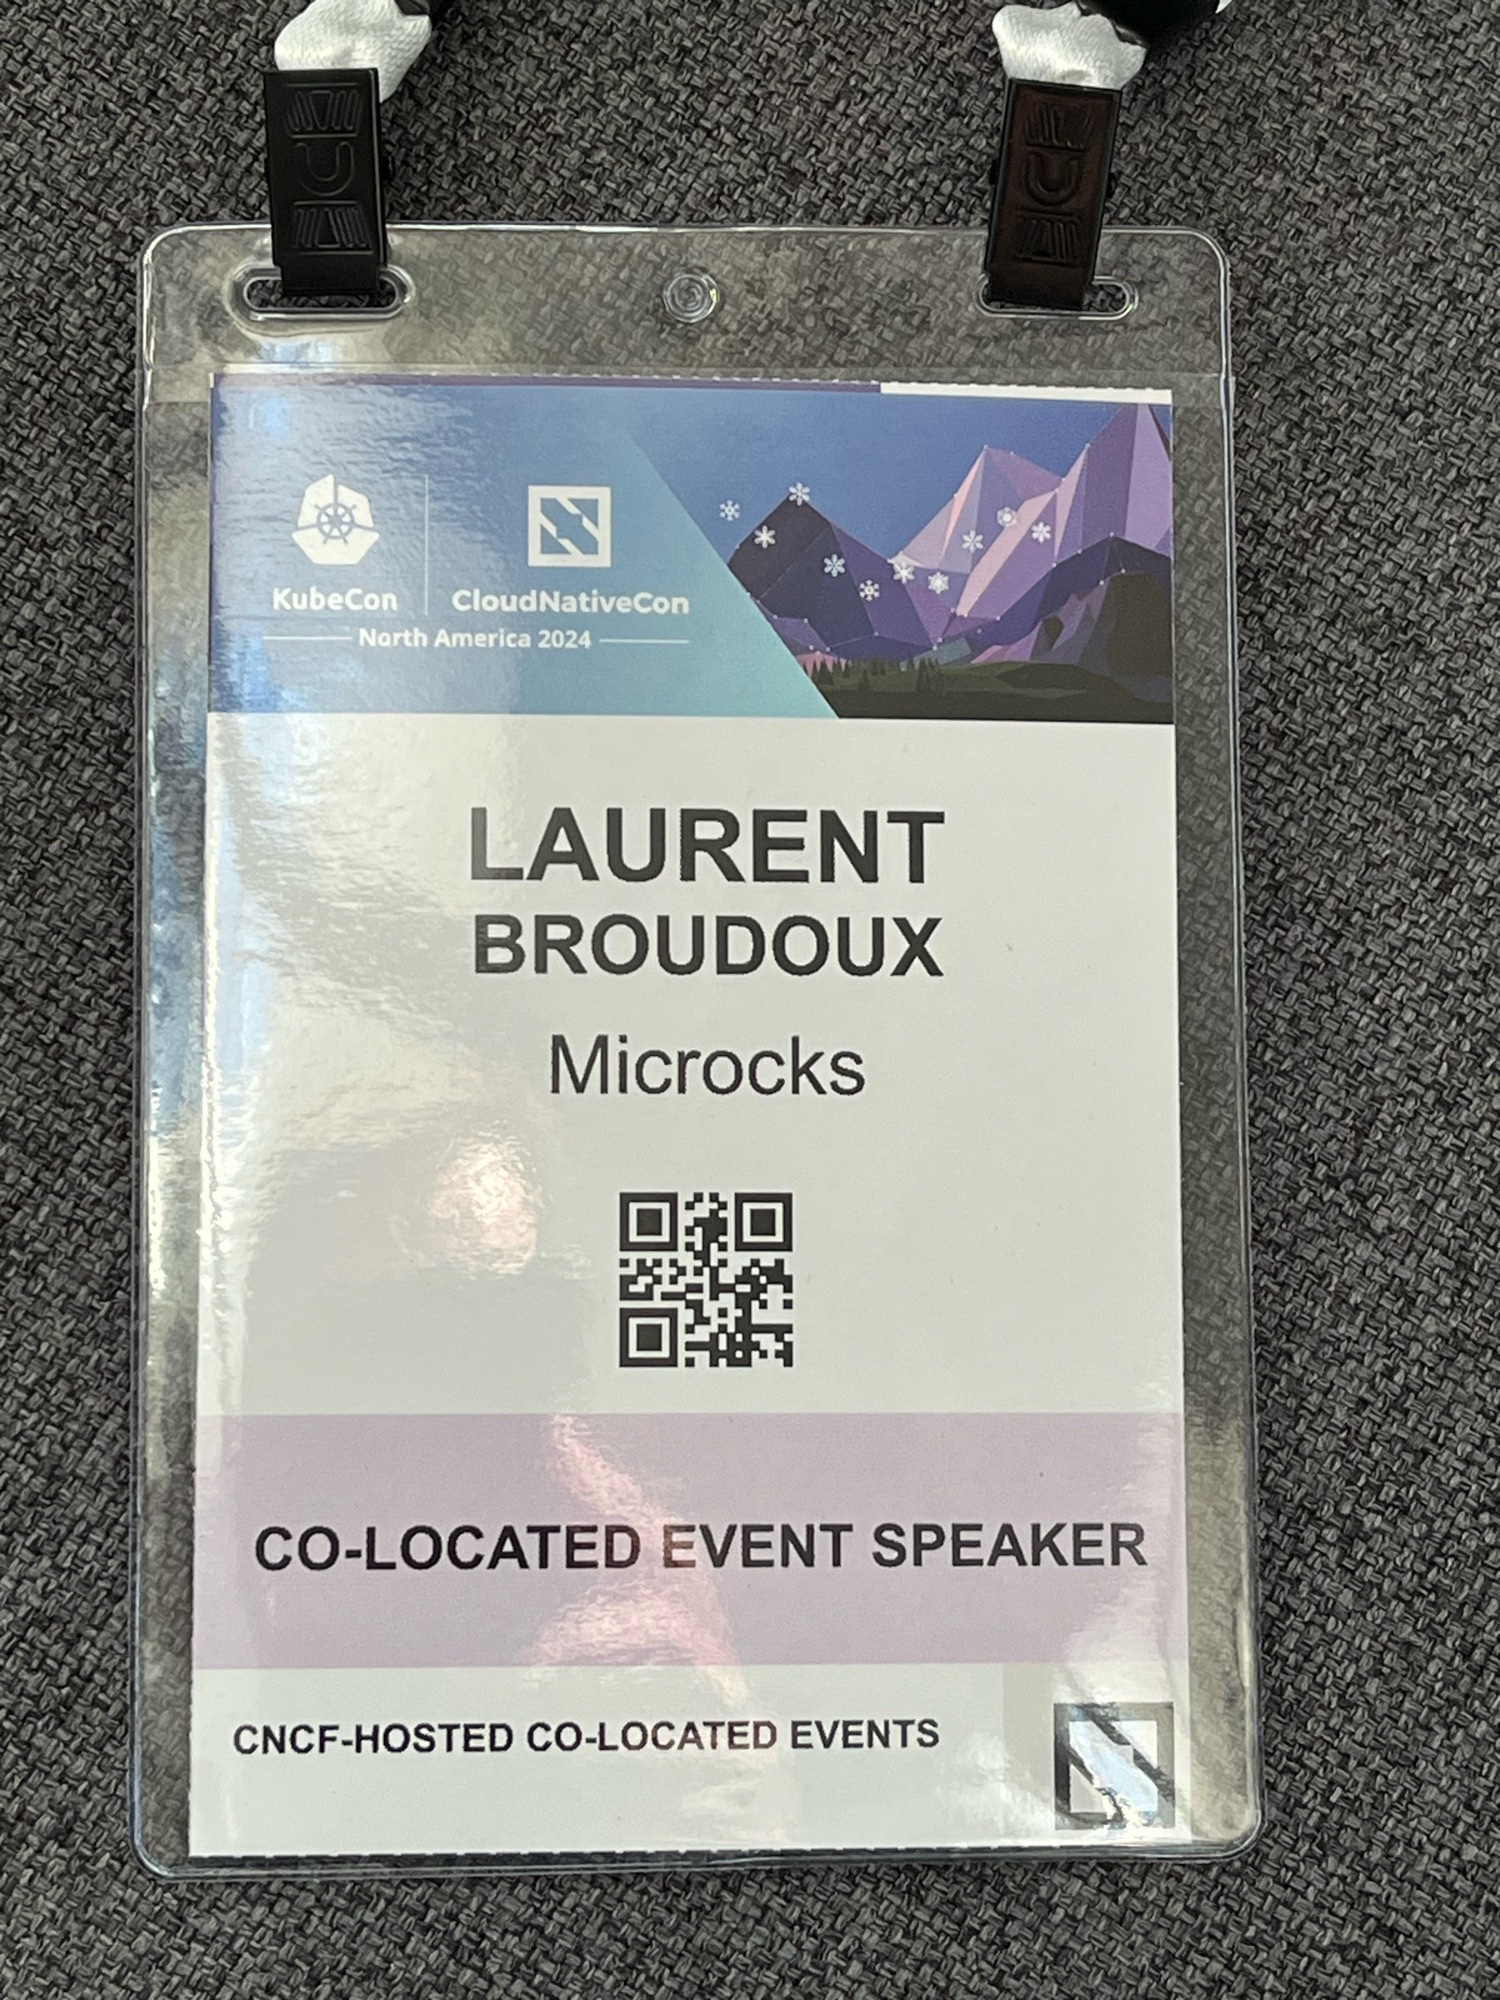 KubeCon
CloudNativeCon
North America 2024
LAURENT
BROUDOUX
Microcks
CO-LOCATED EVENT SPEAKER
CNCF-HOSTED CO-LOCATED EVENTS